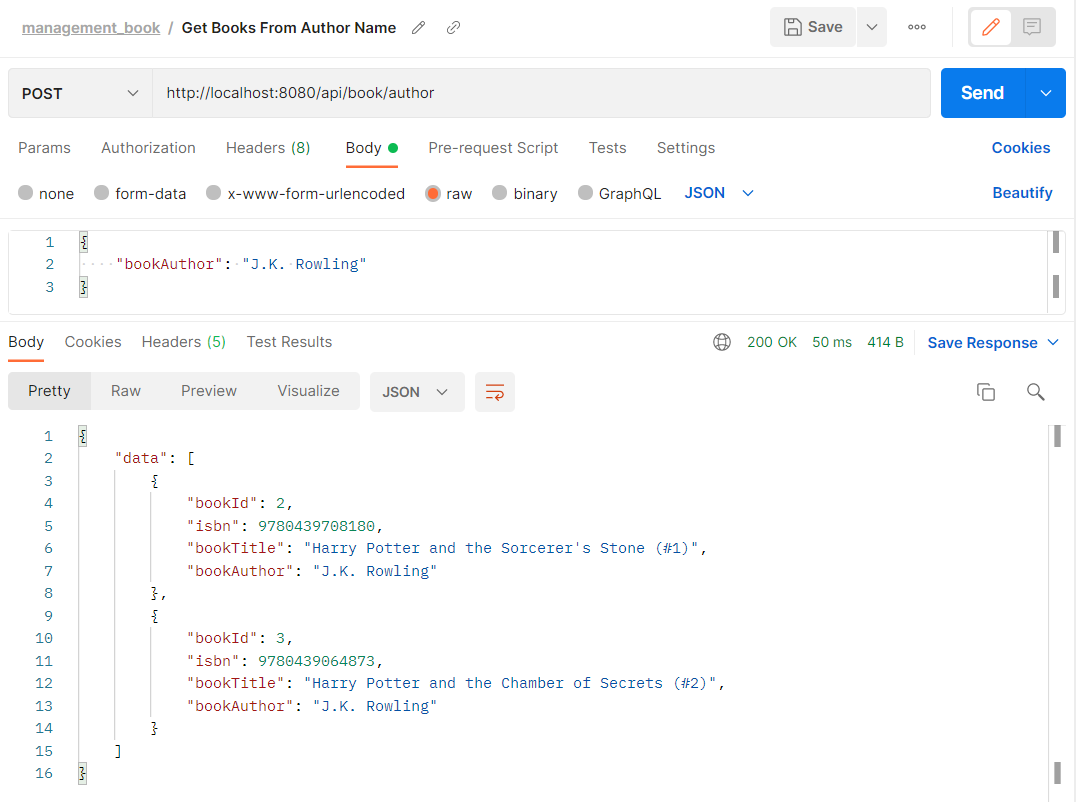 management_book / Get Books From Author Name Save
POST http://localhost:8080/api/book/author Send
Params Authorization Headers (8) Body Pre-request Script Tests Settings Cookies
none form-data x-www-form-urlencoded raw binary GraphQL JSON Beautify
1 {
2 "bookAuthor": "J.K. Rowling"
3 }
Body Cookies Headers (5) Test Results 200 OK 50 ms 414 B Save Response
Pretty Raw Preview Visualize JSON
1 {
2 "data": [
3 {
4 "bookId": 2,
5 "isbn": 9780439708180,
6 "bookTitle": "Harry Potter and the Sorcerer's Stone (#1)",
7 "bookAuthor": "J.K. Rowling"
8 },
9 {
10 "bookId": 3,
11 "isbn": 9780439064873,
12 "bookTitle": "Harry Potter and the Chamber of Secrets (#2)",
13 "bookAuthor": "J.K. Rowling"
14 }
15 ]
16 }